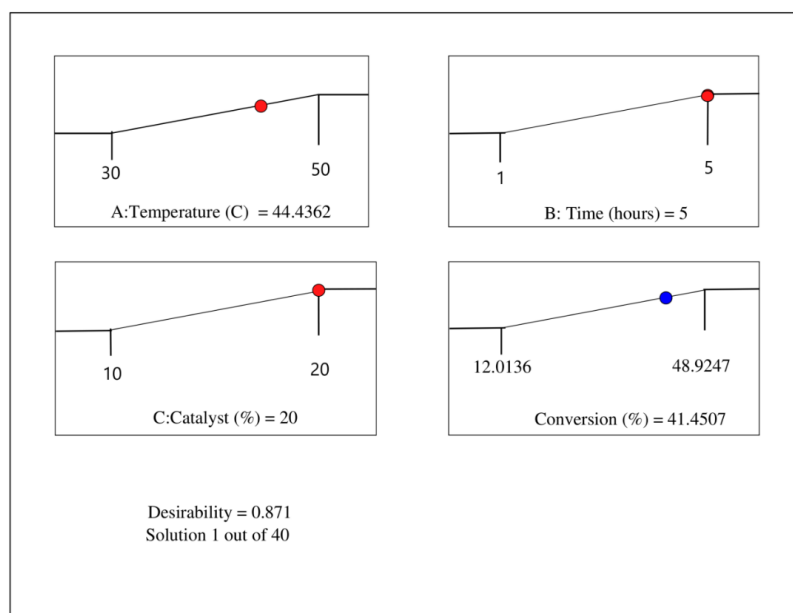 30
50
A:Temperature (C) = 44.4362
1
5
B: Time (hours) = 5
10
20
C:Catalyst (%) = 20
12.0136
48.9247
Conversion (%) = 41.4507
Desirability = 0.871
Solution 1 out of 40